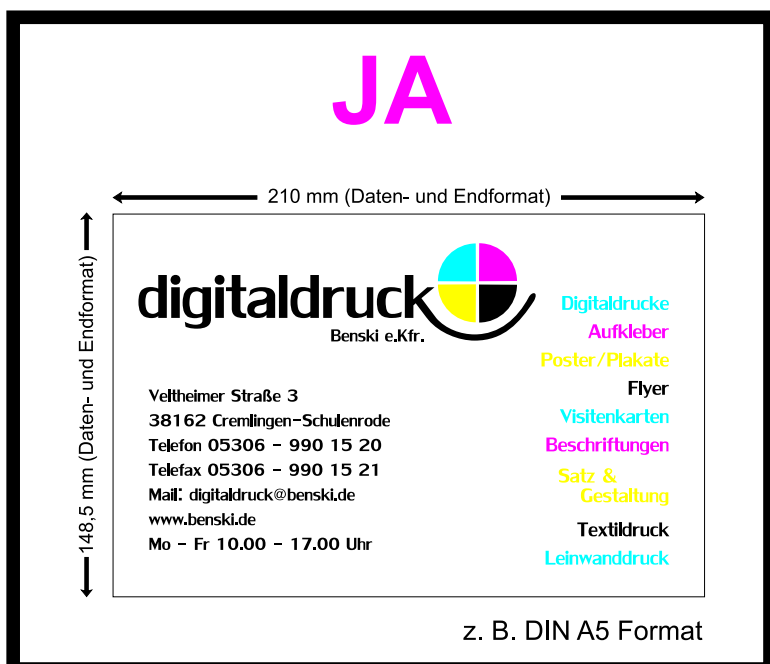 JA
210 mm (Daten- und Endformat)
148,5 mm (Daten- und Endformat)
digitaldruck
Benski e.Kfr.
Veltheimer Straße 3
38162 Cremlingen-Schulenrode
Telefon 05306 - 990 15 20
Telefax 05306 - 990 15 21
Mail: digitaldruck@benski.de
www.benski.de
Mo - Fr 10.00 - 17.00 Uhr
Digitaldrucke
Aufkleber
Poster/Plakate
Flyer
Visitenkarten
Beschriftungen
Satz &
Gestaltung
Textildruck
Leinwanddruck
z. B. DIN A5 Format